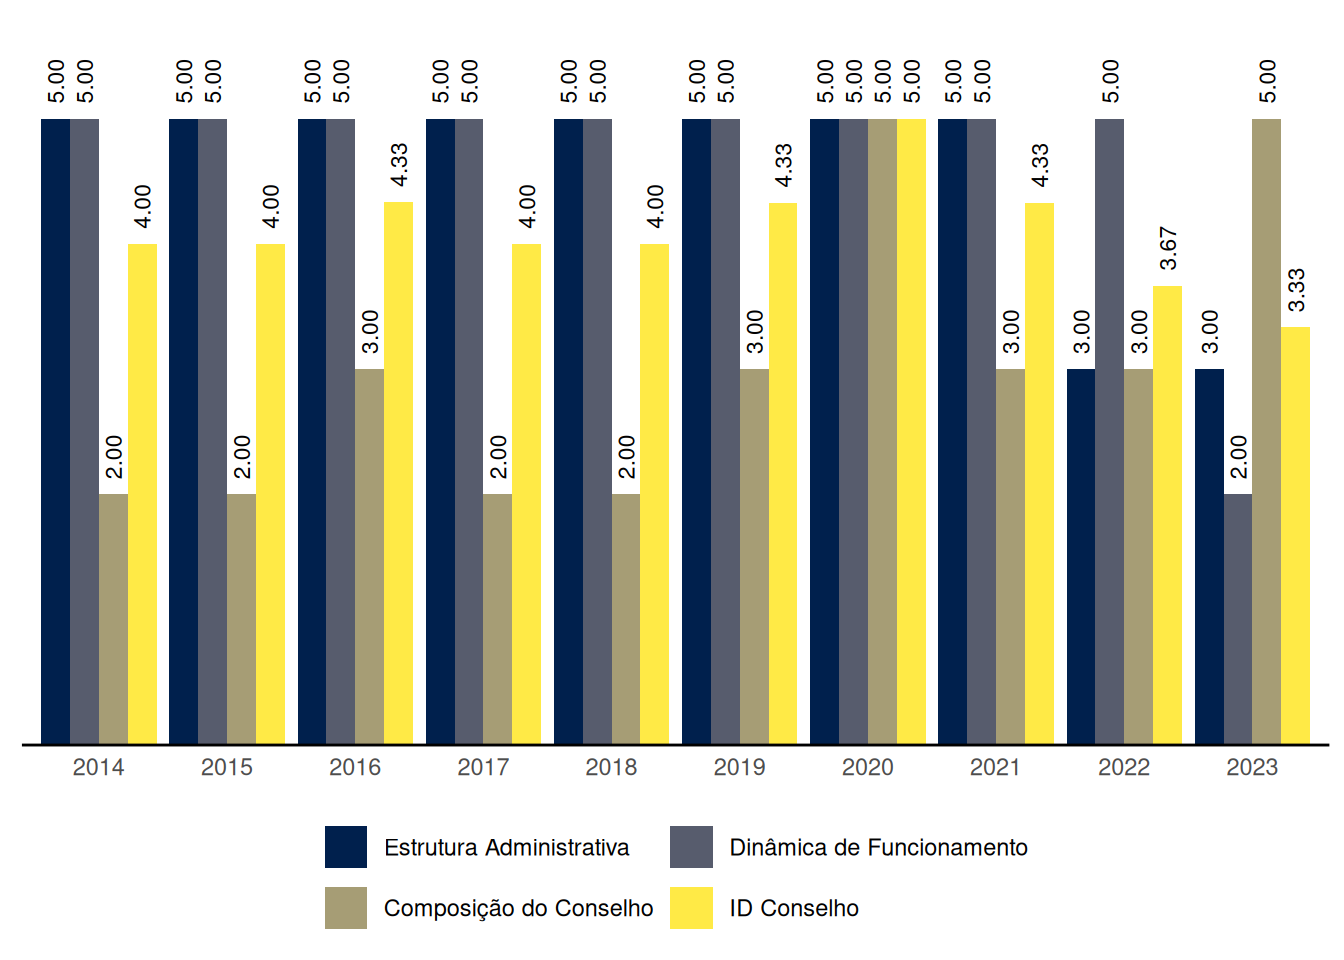 5.00 5.00 2.00 4.00 5.00 5.00 2.00 4.00 5.00 5.00 3.00 4.33 5.00 5.00 2.00 4.00 5.00 5.00 2.00 4.00 5.00 5.00 3.00 4.33 5.00 5.00 5.00 5.00 5.00 5.00 3.00 4.33 3.00 5.00 3.00 3.67 3.00 2.00 5.00 3.33
2014 2015 2016 2017 2018 2019 2020 2021 2022 2023
Estrutura Administrativa Dinâmica de Funcionamento
Composição do Conselho ID Conselho